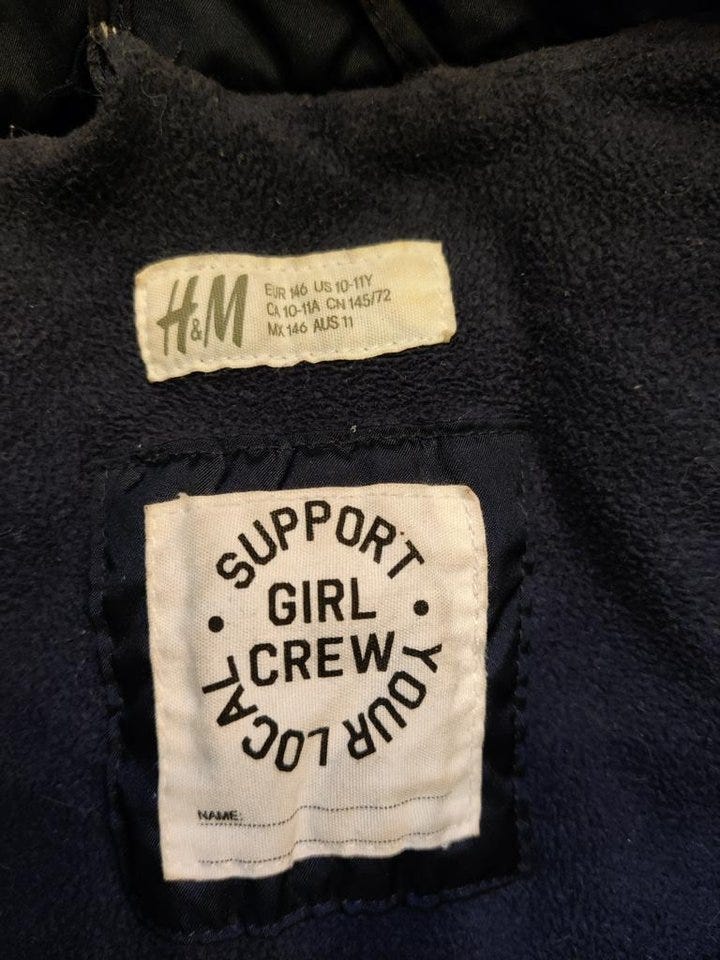 H&M
EUR 146 US 10-11Y
CA 10-11A CN 145/72
MX 146 AUS 11
SUPPORT
GIRL
CREW
YOUR LOCAL
NAME: